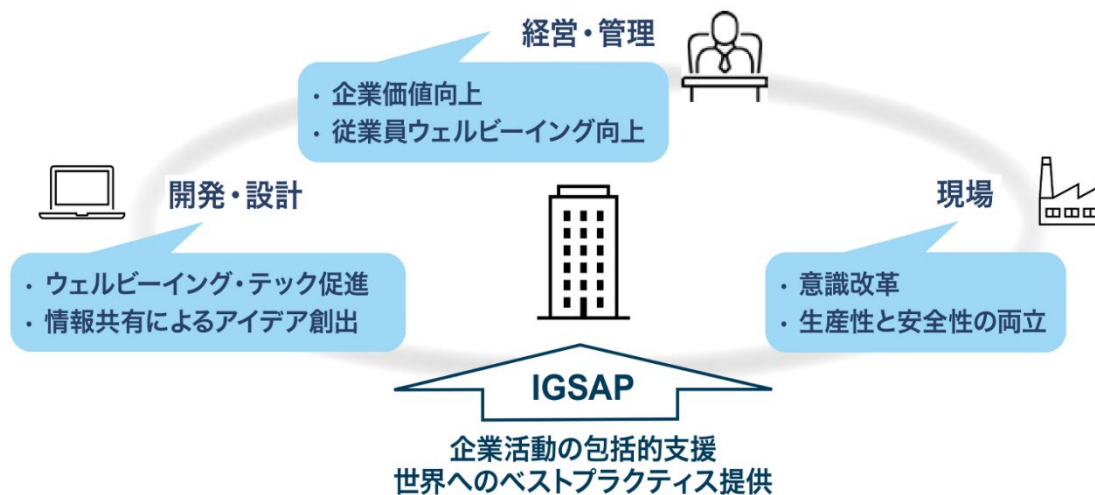 経営・管理
・ 企業価値向上
・ 従業員ウェルビーイング向上
開発・設計
・ ウェルビーイング・テック促進
・ 情報共有によるアイデア創出
現場
・ 意識改革
・ 生産性と安全性の両立
IGSAP
企業活動の包括的支援
世界へのベストプラクティス提供